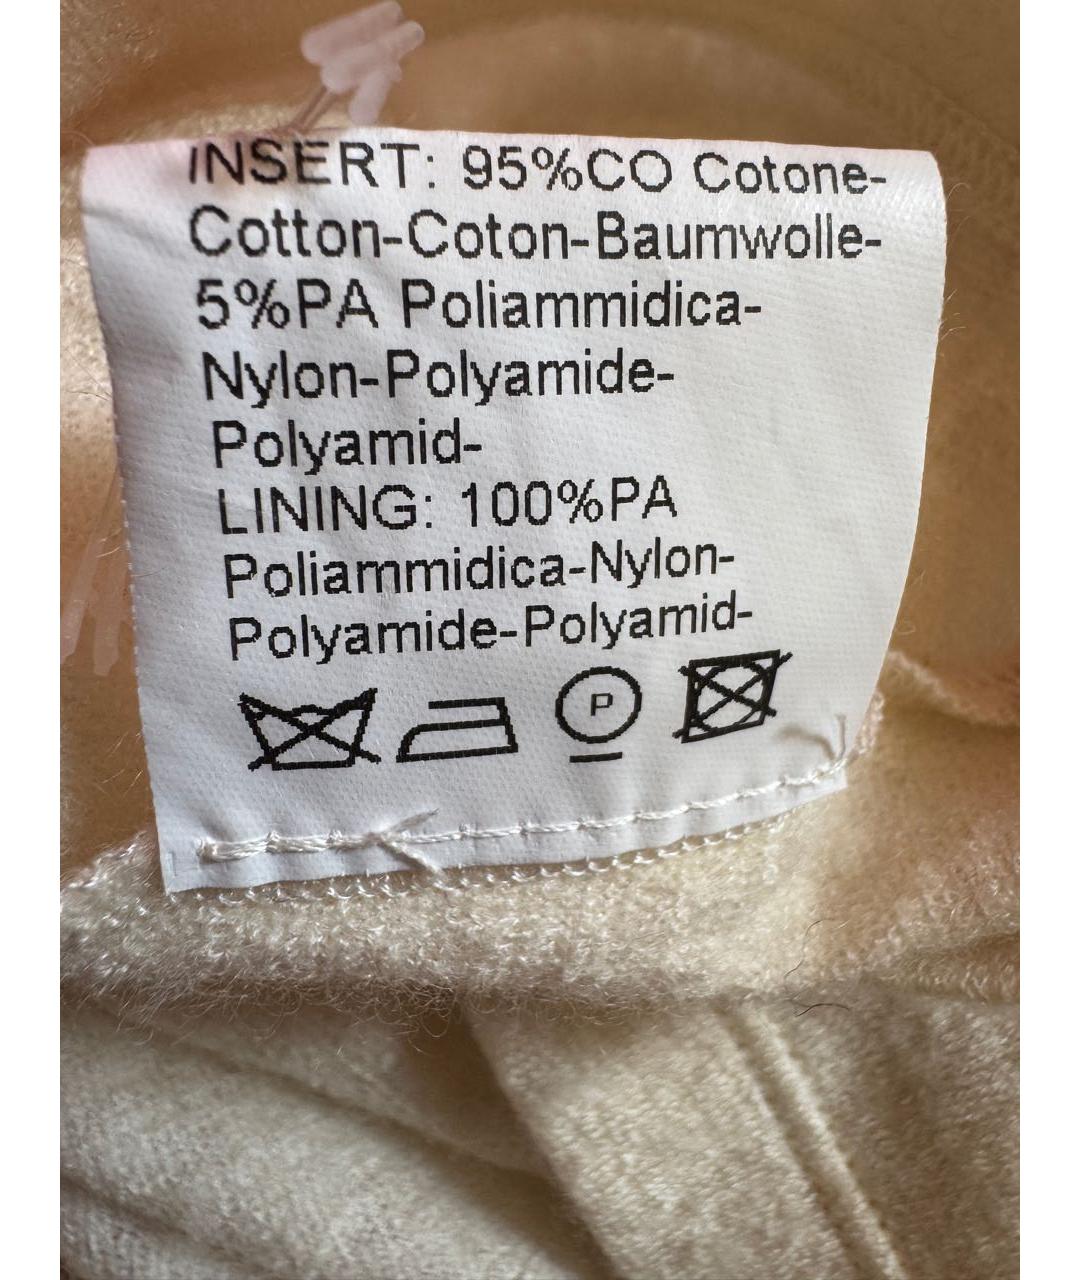 INSERT: 95%CO Cotone-
Cotton-Coton-Baumwolle-
5%PA Poliammidica-
Nylon-Polyamide-
Polyamid-
LINING: 100%PA
Poliammidica-Nylon-
Polyamide-Polyamid-
P